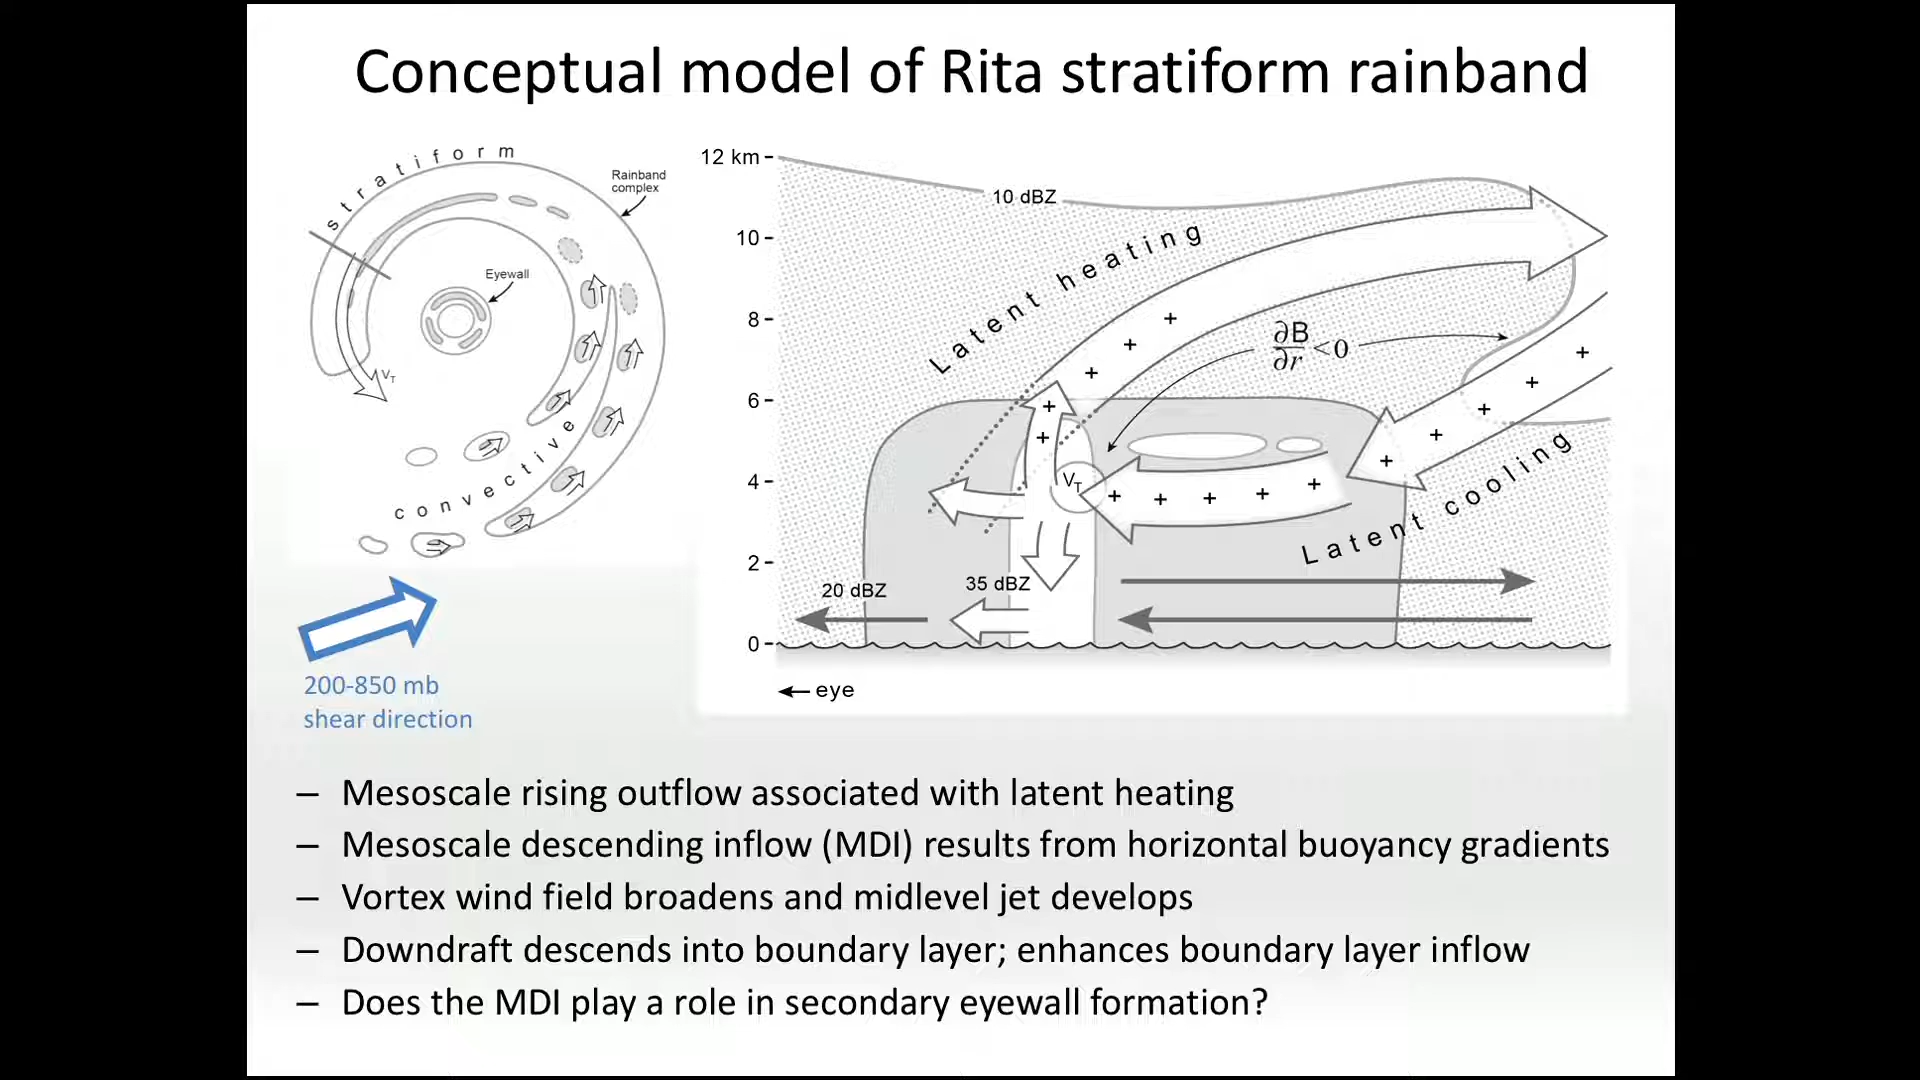 Conceptual model of Rita stratiform rainband
stratiform
Rainband
complex
Eyewall
V_T
convective
200-850 mb
shear direction
12 km
10 dBZ
10
Latent heating
8
∂B/∂r <0
6
4
V_T
Latent cooling
2
20 dBZ
35 dBZ
0
← eye
– Mesoscale rising outflow associated with latent heating
– Mesoscale descending inflow (MDI) results from horizontal buoyancy gradients
– Vortex wind field broadens and midlevel jet develops
– Downdraft descends into boundary layer; enhances boundary layer inflow
– Does the MDI play a role in secondary eyewall formation?